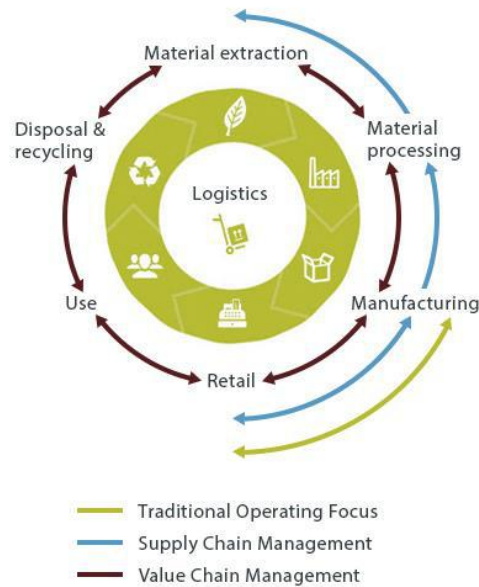 Material extraction
Material
processing
Manufacturing
Retail
Use
Disposal &
recycling
Logistics
Traditional Operating Focus
Supply Chain Management
Value Chain Management